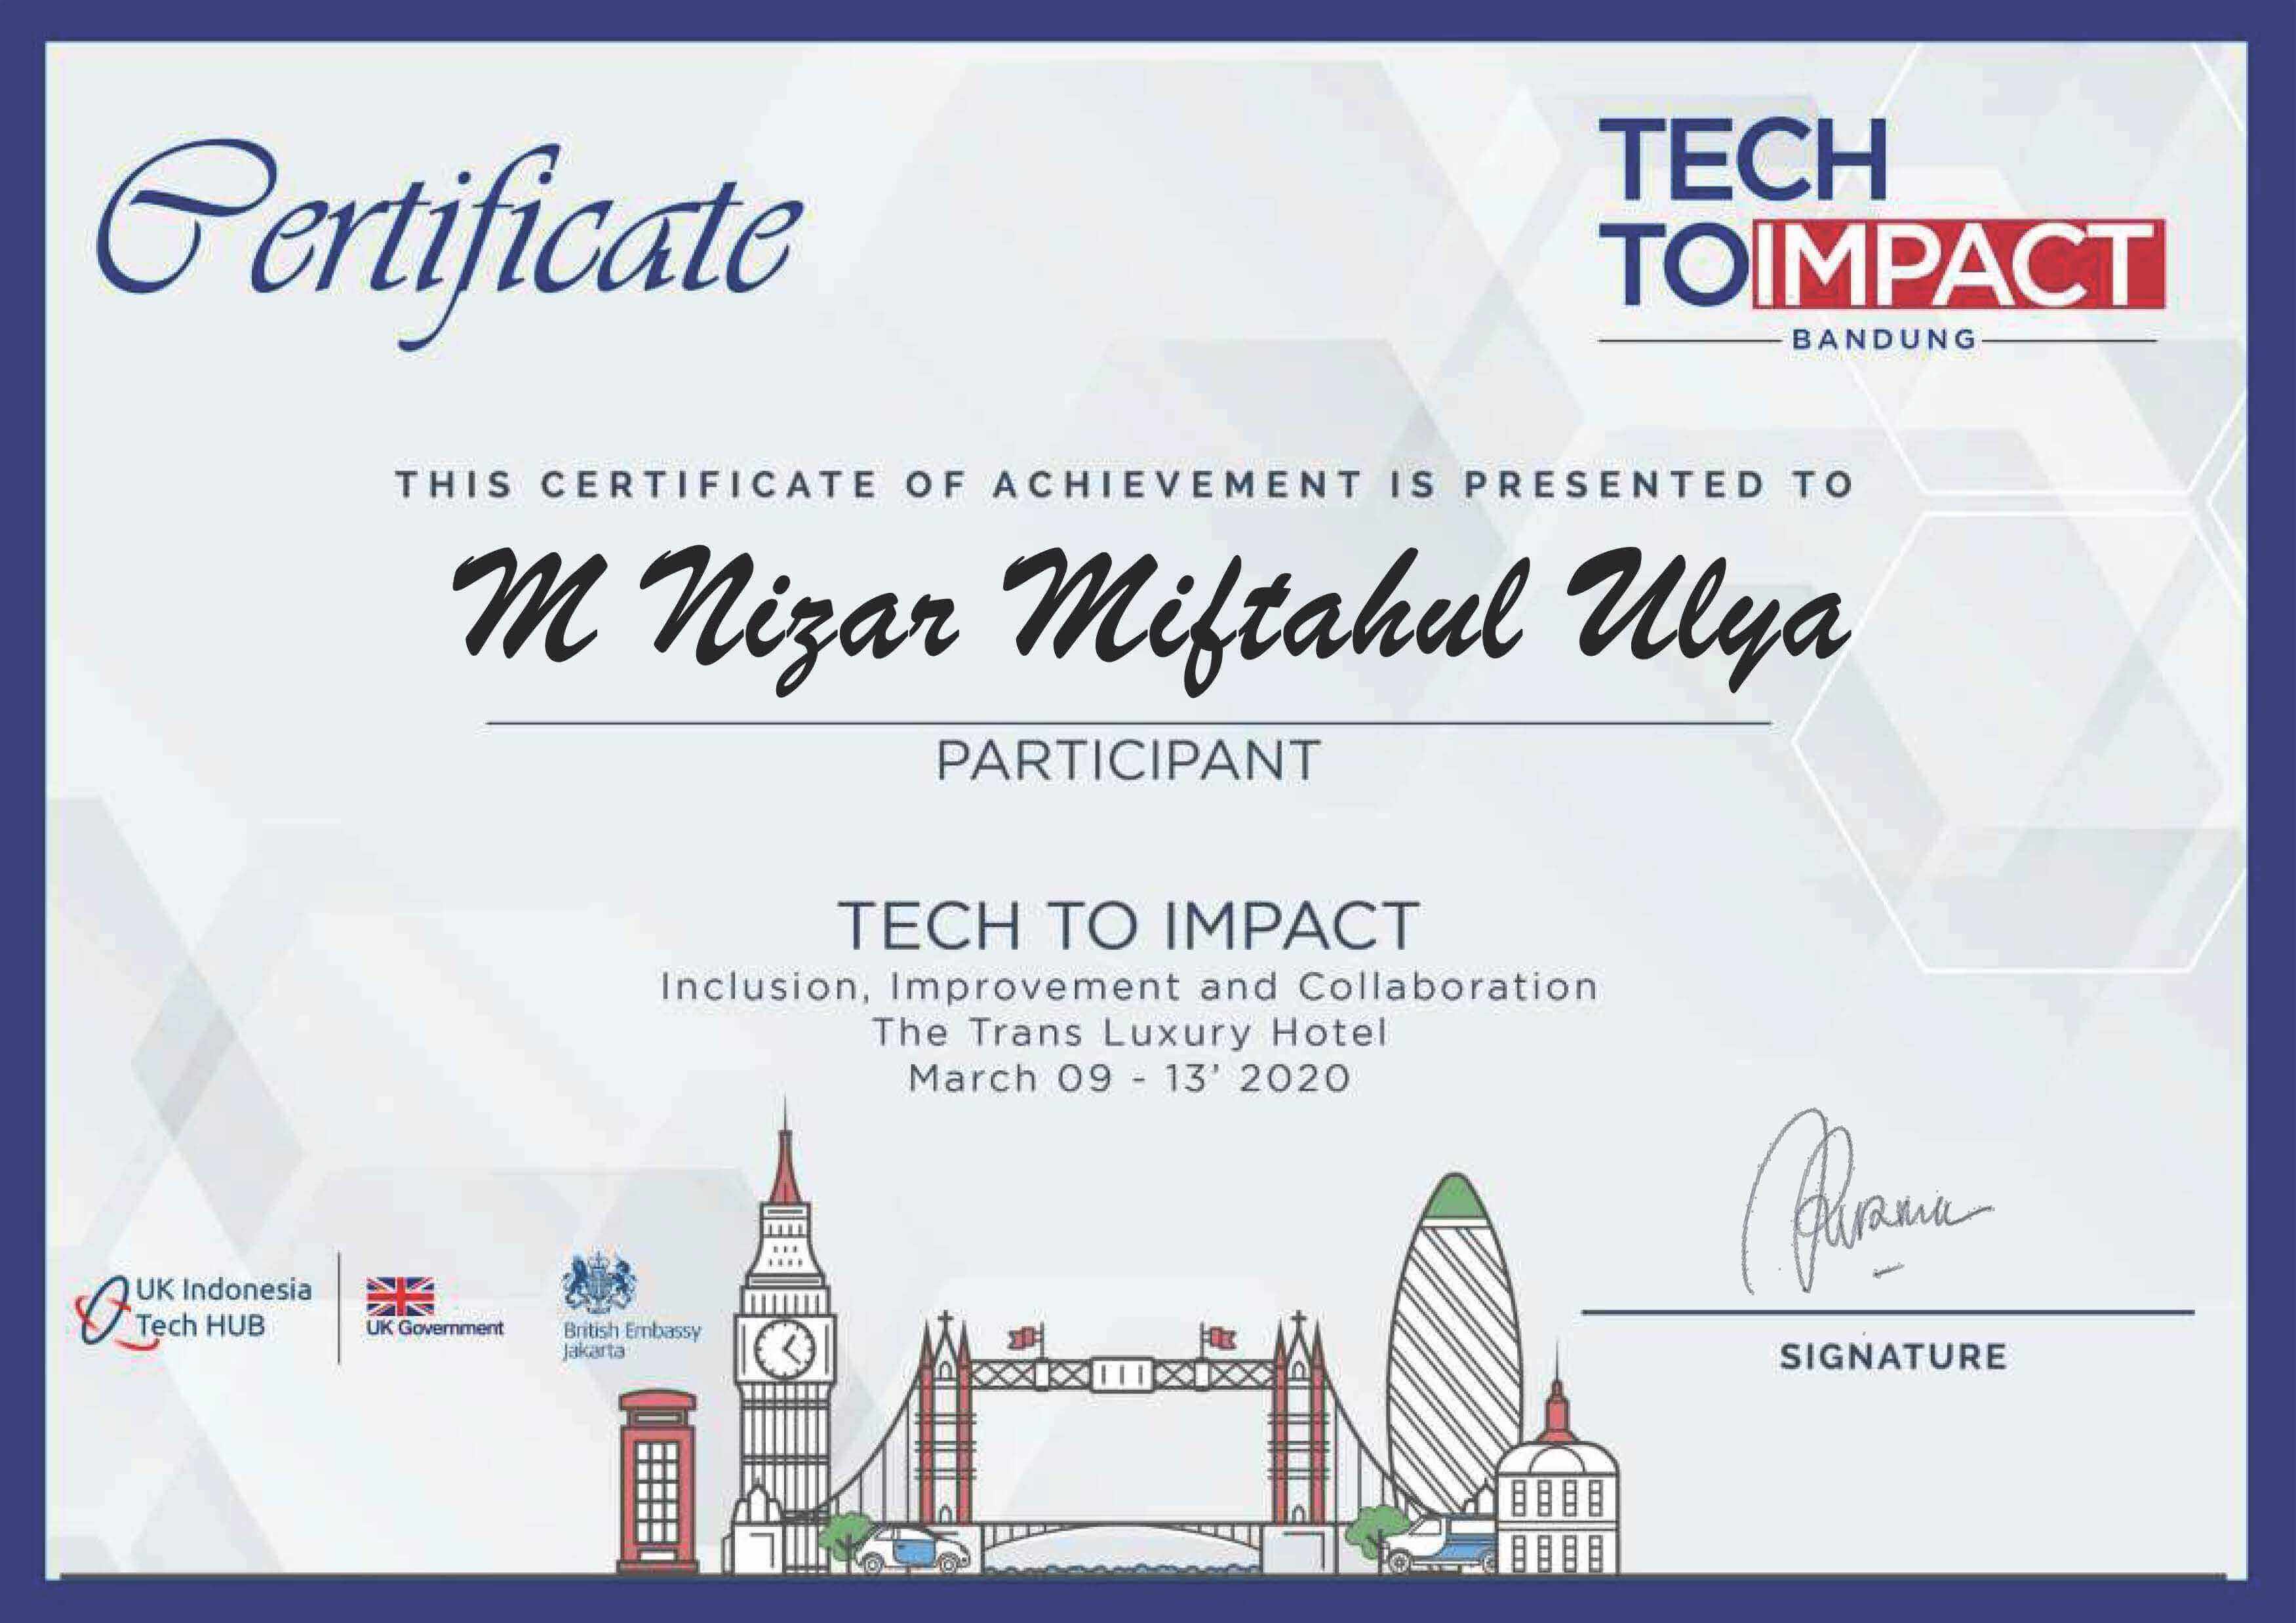 Certificate
TECH
TOIMPACT
BANDUNG
THIS CERTIFICATE OF ACHIEVEMENT IS PRESENTED TO
M Nizar Miftahul Ulya
PARTICIPANT
TECH TO IMPACT
Inclusion, Improvement and Collaboration
The Trans Luxury Hotel
March 09 - 13' 2020
UK Indonesia
Tech HUB
UK Government
British Embassy
Jakarta
SIGNATURE